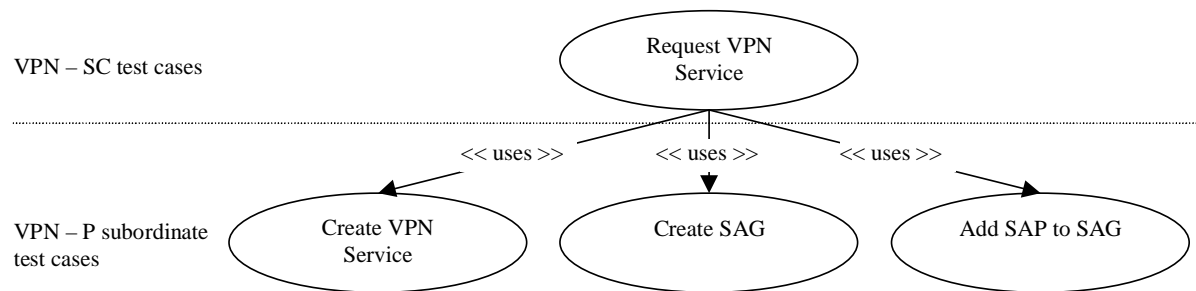 Request VPN
Service
VPN – SC test cases
<< uses >>
<< uses >>
<< uses >>
VPN – P subordinate
test cases
Create VPN
Service
Create SAG
Add SAP to SAG